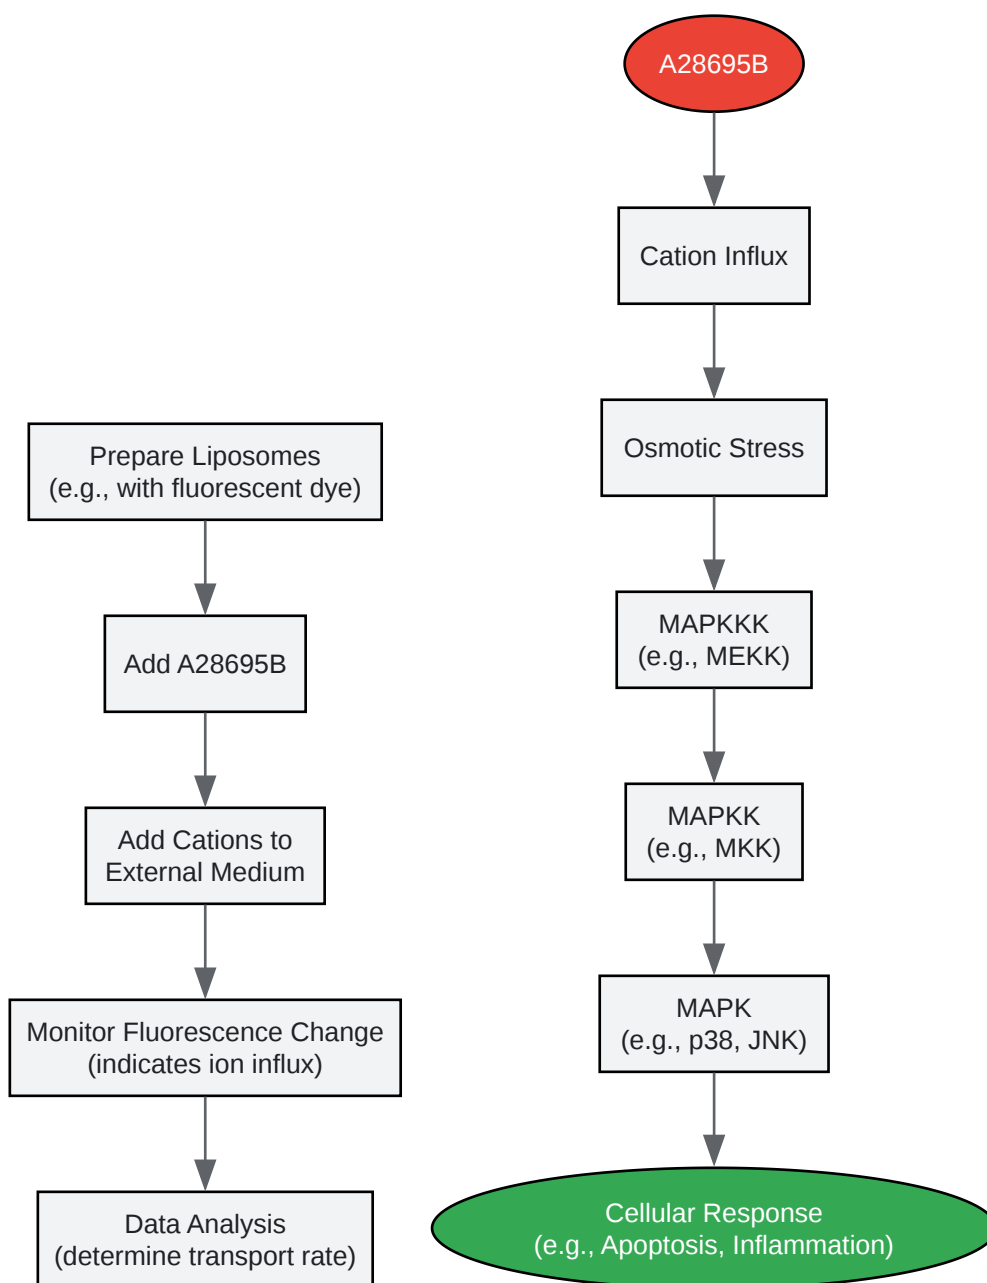 A28695B
Cation Influx
Osmotic Stress
Prepare Liposomes
(e.g., with fluorescent dye)
MAPKKK
(e.g., MEKK)
Add A28695B
MAPKK
(e.g., MKK)
Add Cations to
External Medium
MAPK
(e.g., p38, JNK)
Monitor Fluorescence Change
(indicates ion influx)
Cellular Response
(e.g., Apoptosis, Inflammation)
Data Analysis
(determine transport rate)